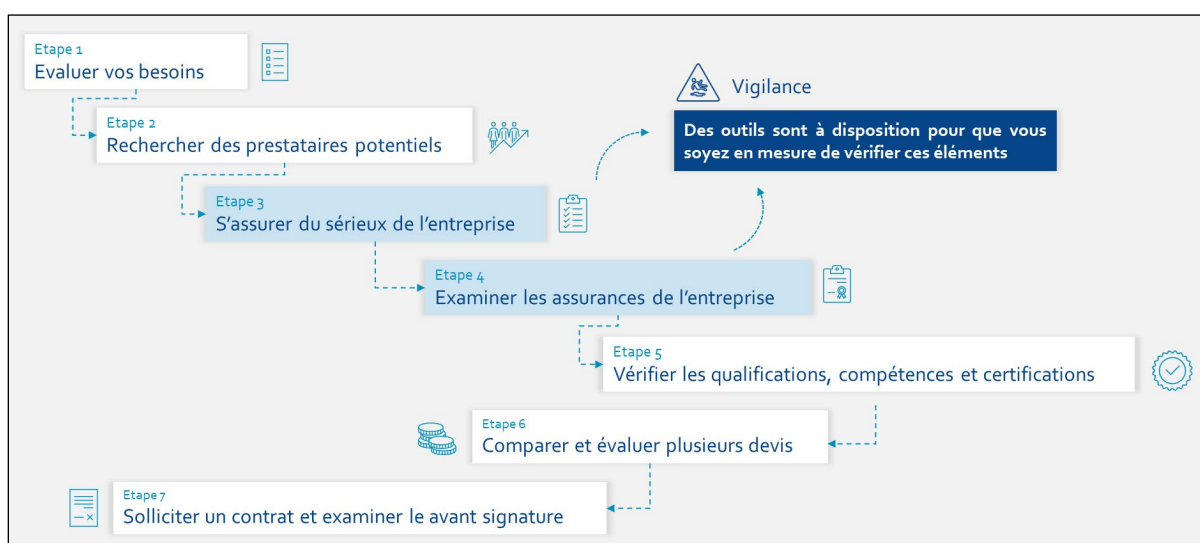 Etape 1
Evaluer vos besoins
Etape 2
Rechercher des prestataires potentiels
Etape 3
S'assurer du sérieux de l'entreprise
Vigilance
Des outils sont à disposition pour que vous
soyez en mesure de vérifier ces éléments
Etape 4
Examiner les assurances de l'entreprise
Etape 5
Vérifier les qualifications, compétences et certifications
Etape 6
Comparer et évaluer plusieurs devis
Etape 7
Solliciter un contrat et examiner le avant signature